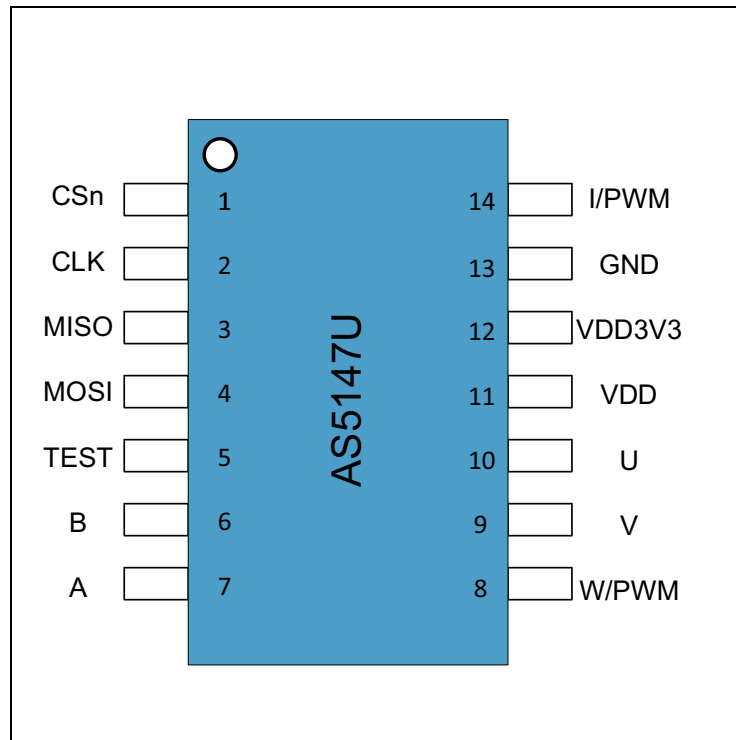 CSn 1 14 I/PWM
CLK 2 13 GND
MISO 3 12 VDD3V3
MOSI 4 11 VDD
TEST 5 10 U
B 6 9 V
A 7 8 W/PWM
AS5147U